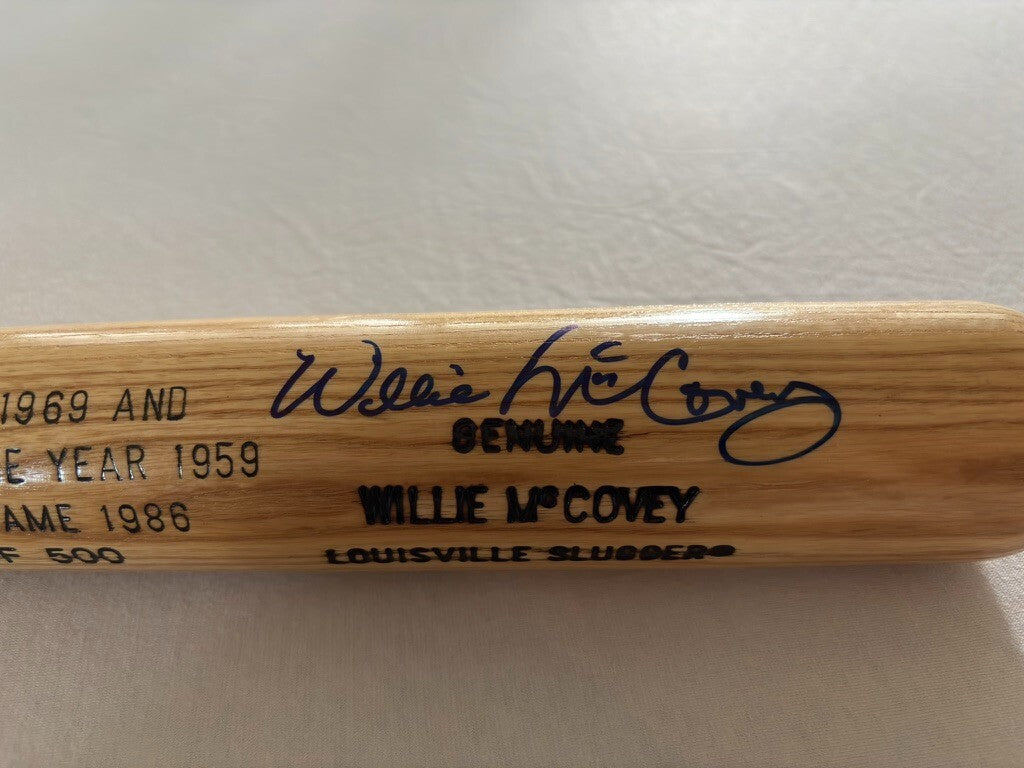 1969 AND
E YEAR 1959
AME 1986
F 500
Willie McCovey
GENUINE
WILLIE McCOVEY
LOUISVILLE SLUGGER®